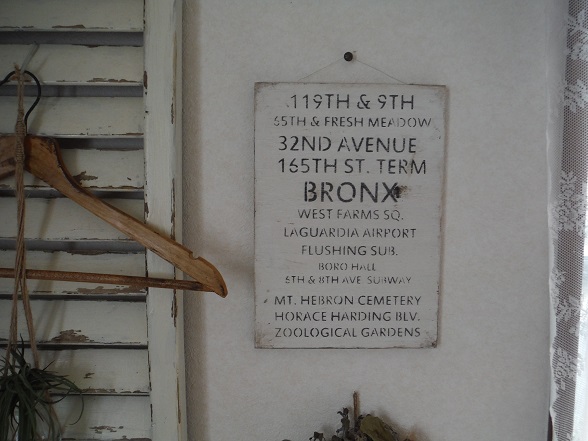 119TH & 9TH
65TH & FRESH MEADOW
32ND AVENUE
165TH ST. TERM
BRONX
WEST FARMS SQ.
LAGUARDIA AIRPORT
FLUSHING SUB.
BORO HALL
6TH & 8TH AVE SUBWAY
MT. HEBRON CEMETERY
HORACE HARDING BLV.
ZOOLOGICAL GARDENS